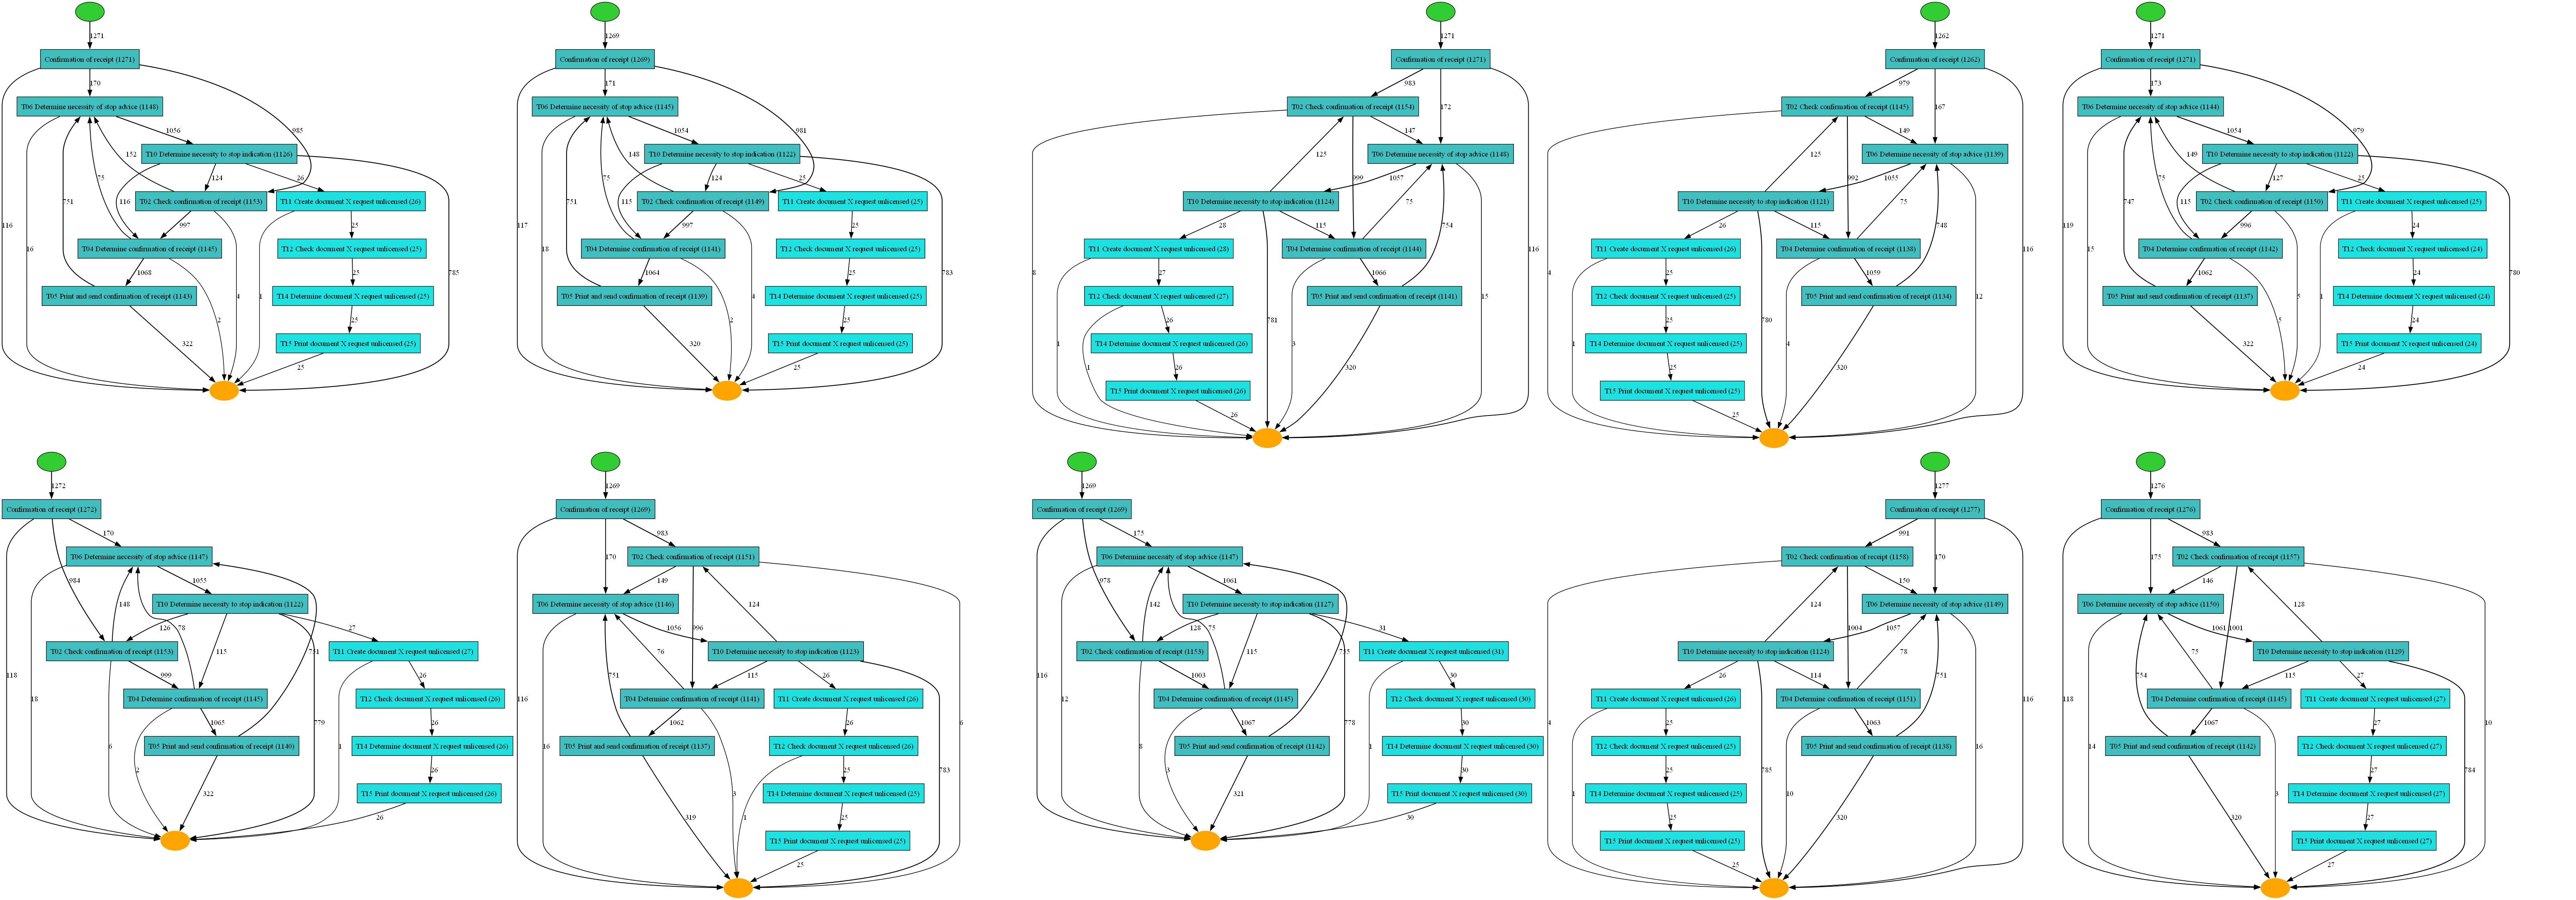 1271
Confirmation of receipt (1271)
170
985
T06 Determine necessity of stop advice (1148)
1056
T10 Determine necessity to stop indication (1126)
152
124
26
75
116
751
T02 Check confirmation of receipt (1153)
T11 Create document X request unlicensed (26)
116
997
25
16
T04 Determine confirmation of receipt (1145)
T12 Check document X request unlicensed (25)
1068
25
785
T05 Print and send confirmation of receipt (1143)
T14 Determine document X request unlicensed (25)
4
1
2
25
322
T15 Print document X request unlicensed (25)
25
1269
Confirmation of receipt (1269)
171
981
T06 Determine necessity of stop advice (1145)
1054
T10 Determine necessity to stop indication (1122)
148
124
25
75
115
751
T02 Check confirmation of receipt (1149)
T11 Create document X request unlicensed (25)
117
997
25
18
T04 Determine confirmation of receipt (1141)
T12 Check document X request unlicensed (25)
1064
25
783
T05 Print and send confirmation of receipt (1139)
T14 Determine document X request unlicensed (25)
4
2
25
320
T15 Print document X request unlicensed (25)
25
1271
Confirmation of receipt (1271)
983
172
T02 Check confirmation of receipt (1154)
147
125
T06 Determine necessity of stop advice (1148)
999
1057
T10 Determine necessity to stop indication (1124)
75
28
115
T11 Create document X request unlicensed (28)
T04 Determine confirmation of receipt (1144)
754
116
8
27
1066
T12 Check document X request unlicensed (27)
T05 Print and send confirmation of receipt (1141)
15
26
781
T14 Determine document X request unlicensed (26)
1
3
320
1
26
T15 Print document X request unlicensed (26)
26
1262
Confirmation of receipt (1262)
979
167
T02 Check confirmation of receipt (1145)
149
125
T06 Determine necessity of stop advice (1139)
992
1055
T10 Determine necessity to stop indication (1121)
75
26
115
748
T11 Create document X request unlicensed (26)
T04 Determine confirmation of receipt (1138)
116
4
25
1059
T12 Check document X request unlicensed (25)
T05 Print and send confirmation of receipt (1134)
12
25
780
T14 Determine document X request unlicensed (25)
1
4
320
25
T15 Print document X request unlicensed (25)
25
1271
Confirmation of receipt (1271)
173
979
T06 Determine necessity of stop advice (1144)
1054
T10 Determine necessity to stop indication (1122)
149
127
25
75
115
747
T02 Check confirmation of receipt (1150)
T11 Create document X request unlicensed (25)
119
996
24
15
T04 Determine confirmation of receipt (1142)
T12 Check document X request unlicensed (24)
1062
24
780
T05 Print and send confirmation of receipt (1137)
T14 Determine document X request unlicensed (24)
5
1
5
24
322
T15 Print document X request unlicensed (24)
24
1272
Confirmation of receipt (1272)
170
T06 Determine necessity of stop advice (1147)
984
1055
T10 Determine necessity to stop indication (1122)
148
78
126
115
27
751
T02 Check confirmation of receipt (1153)
T11 Create document X request unlicensed (27)
118
999
26
18
T04 Determine confirmation of receipt (1145)
T12 Check document X request unlicensed (26)
1065
779
T05 Print and send confirmation of receipt (1140)
T14 Determine document X request unlicensed (26)
6
1
26
2
322
T15 Print document X request unlicensed (26)
26
1269
Confirmation of receipt (1269)
983
170
T02 Check confirmation of receipt (1151)
149
124
T06 Determine necessity of stop advice (1146)
996
1056
76
T10 Determine necessity to stop indication (1123)
751
115
26
116
T04 Determine confirmation of receipt (1141)
T11 Create document X request unlicensed (26)
6
1062
26
16
T05 Print and send confirmation of receipt (1137)
T12 Check document X request unlicensed (26)
783
25
3
T14 Determine document X request unlicensed (25)
319
1
25
T15 Print document X request unlicensed (25)
25
1269
Confirmation of receipt (1269)
175
T06 Determine necessity of stop advice (1147)
978
1061
T10 Determine necessity to stop indication (1127)
142
75
128
115
31
755
T02 Check confirmation of receipt (1153)
T11 Create document X request unlicensed (31)
116
1003
30
12
T04 Determine confirmation of receipt (1145)
T12 Check document X request unlicensed (30)
1067
30
778
T05 Print and send confirmation of receipt (1142)
T14 Determine document X request unlicensed (30)
8
1
3
30
321
T15 Print document X request unlicensed (30)
30
1277
Confirmation of receipt (1277)
991
170
T02 Check confirmation of receipt (1158)
150
124
T06 Determine necessity of stop advice (1149)
1004
1057
T10 Determine necessity to stop indication (1124)
78
26
114
751
T11 Create document X request unlicensed (26)
T04 Determine confirmation of receipt (1151)
116
4
25
1063
T12 Check document X request unlicensed (25)
T05 Print and send confirmation of receipt (1138)
16
25
785
T14 Determine document X request unlicensed (25)
1
10
320
25
T15 Print document X request unlicensed (25)
25
1276
Confirmation of receipt (1276)
983
175
T02 Check confirmation of receipt (1157)
146
128
T06 Determine necessity of stop advice (1150)
1061
1001
75
T10 Determine necessity to stop indication (1129)
754
115
27
118
T04 Determine confirmation of receipt (1145)
T11 Create document X request unlicensed (27)
10
1067
27
14
T05 Print and send confirmation of receipt (1142)
T12 Check document X request unlicensed (27)
784
27
3
T14 Determine document X request unlicensed (27)
320
27
T15 Print document X request unlicensed (27)
27